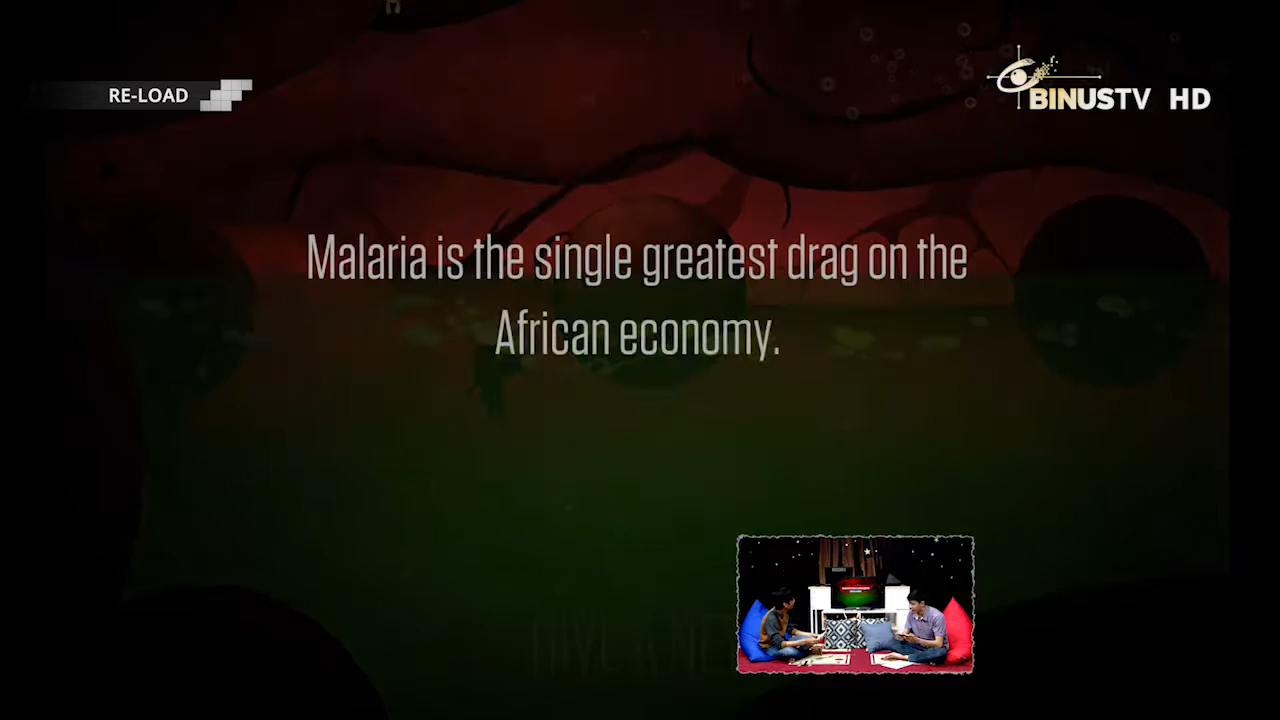 RE-LOAD
BINUSTV HD
Malaria is the single greatest drag on the
African economy.